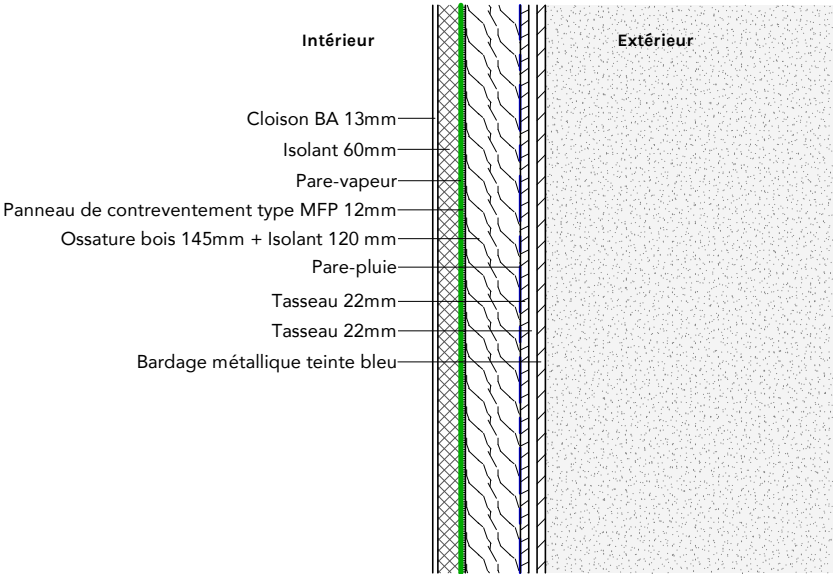 Intérieur
Extérieur
Cloison BA 13mm
Isolant 60mm
Pare-vapeur
Panneau de contreventement type MFP 12mm
Ossature bois 145mm + Isolant 120 mm
Pare-pluie
Tasseau 22mm
Tasseau 22mm
Bardage métallique teinte bleu